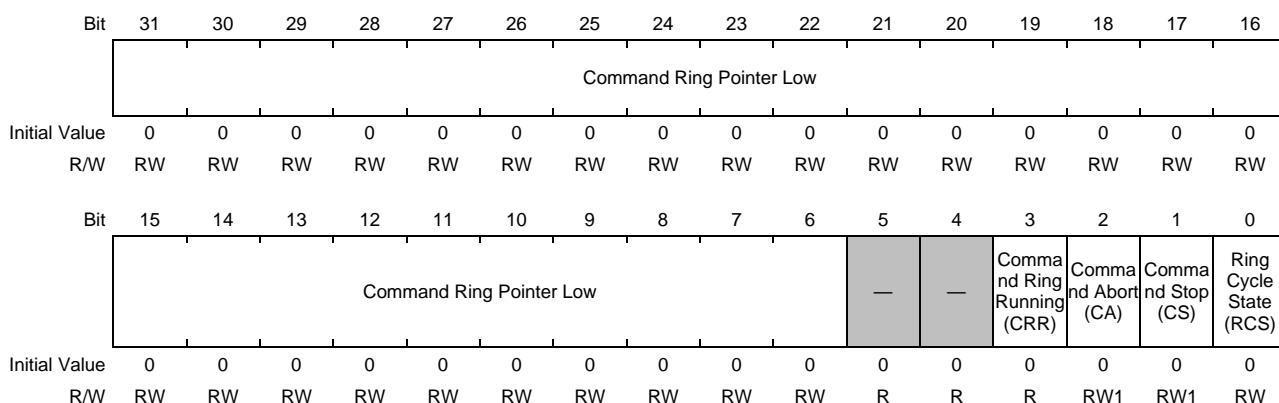 Bit 31 30 29 28 27 26 25 24 23 22 21 20 19 18 17 16
Command Ring Pointer Low
Initial Value 0 0 0 0 0 0 0 0 0 0 0 0 0 0 0 0
R/W RW RW RW RW RW RW RW RW RW RW RW RW RW RW RW RW
Bit 15 14 13 12 11 10 9 8 7 6 5 4 3 2 1 0
Command Ring Pointer Low
—
—
Comma
nd Ring
Running
(CRR)
Comma
nd Abort
(CA)
Comma
nd Stop
(CS)
Ring
Cycle
State
(RCS)
Initial Value 0 0 0 0 0 0 0 0 0 0 0 0 0 0 0 0
R/W RW RW RW RW RW RW RW RW RW RW R R R RW1 RW1 RW